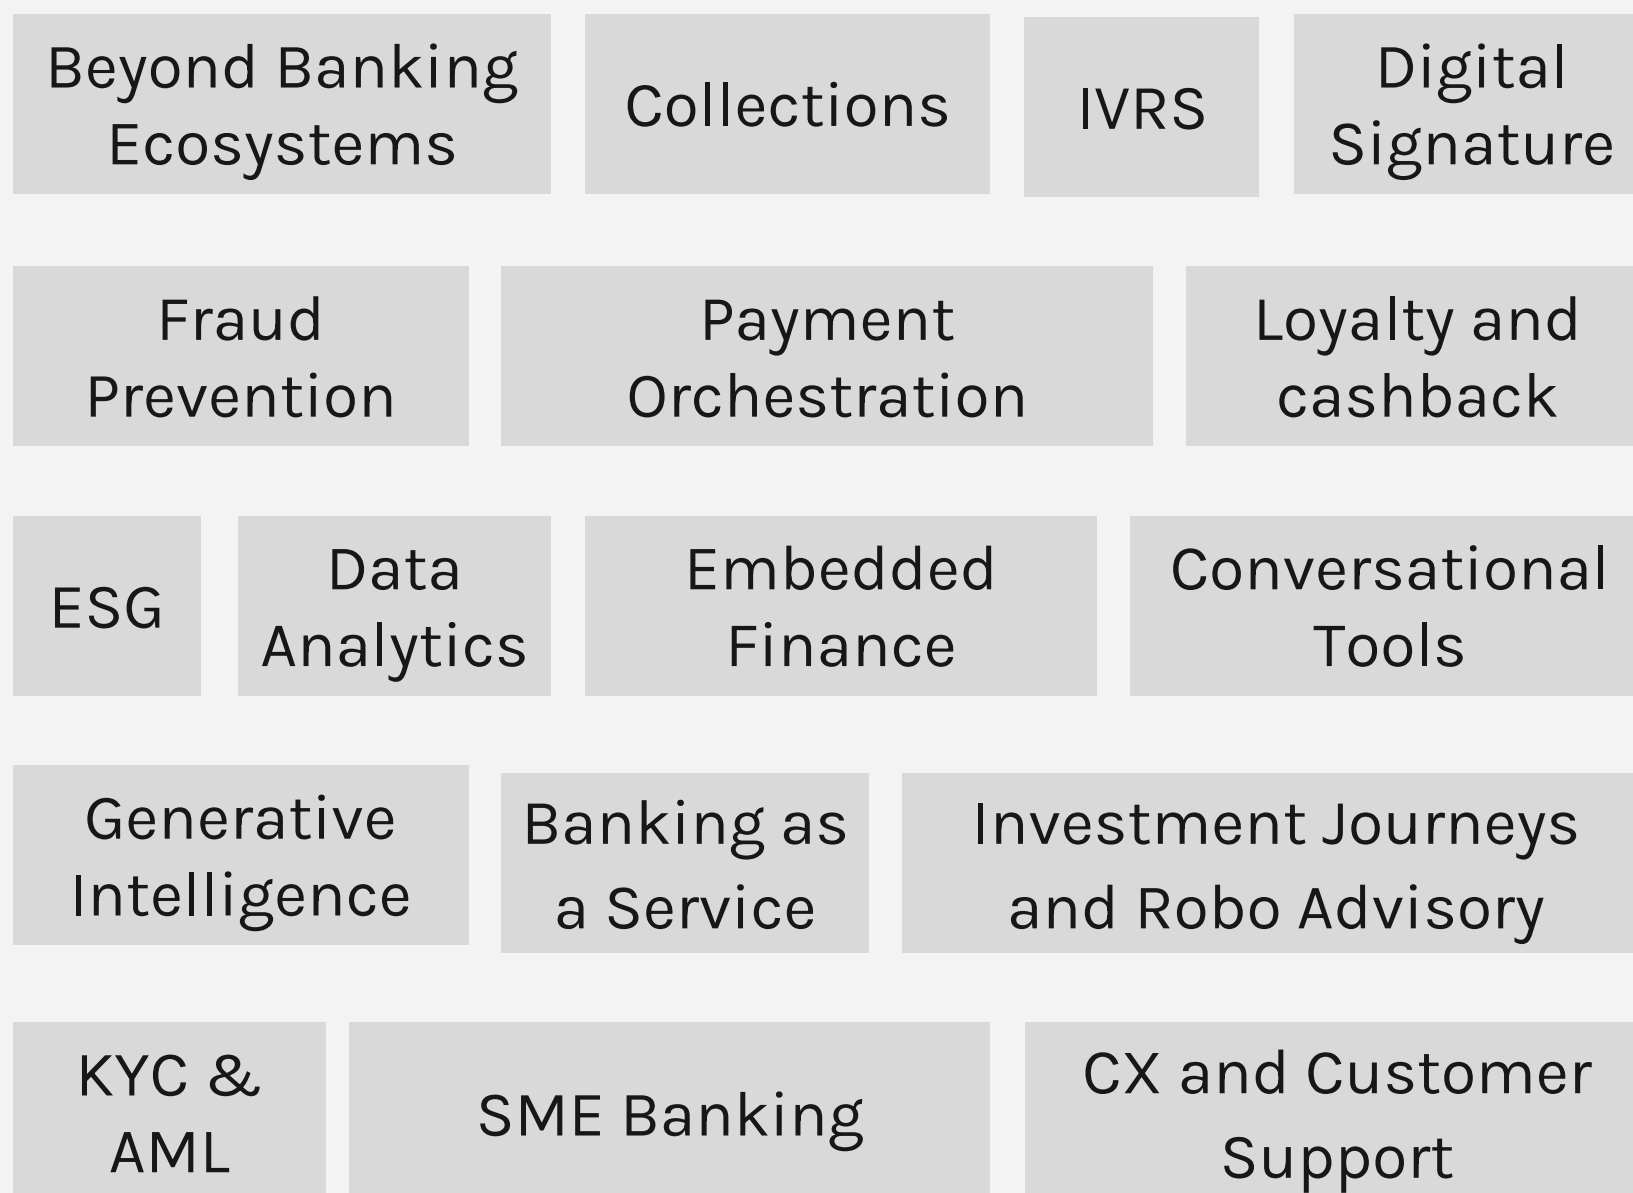 Beyond Banking
Ecosystems
Collections
IVRS
Digital
Signature
Fraud
Prevention
Payment
Orchestration
Loyalty and
cashback
ESG
Data
Analytics
Embedded
Finance
Conversational
Tools
Generative
Intelligence
Banking as
a Service
Investment Journeys
and Robo Advisory
KYC &
AML
SME Banking
CX and Customer
Support